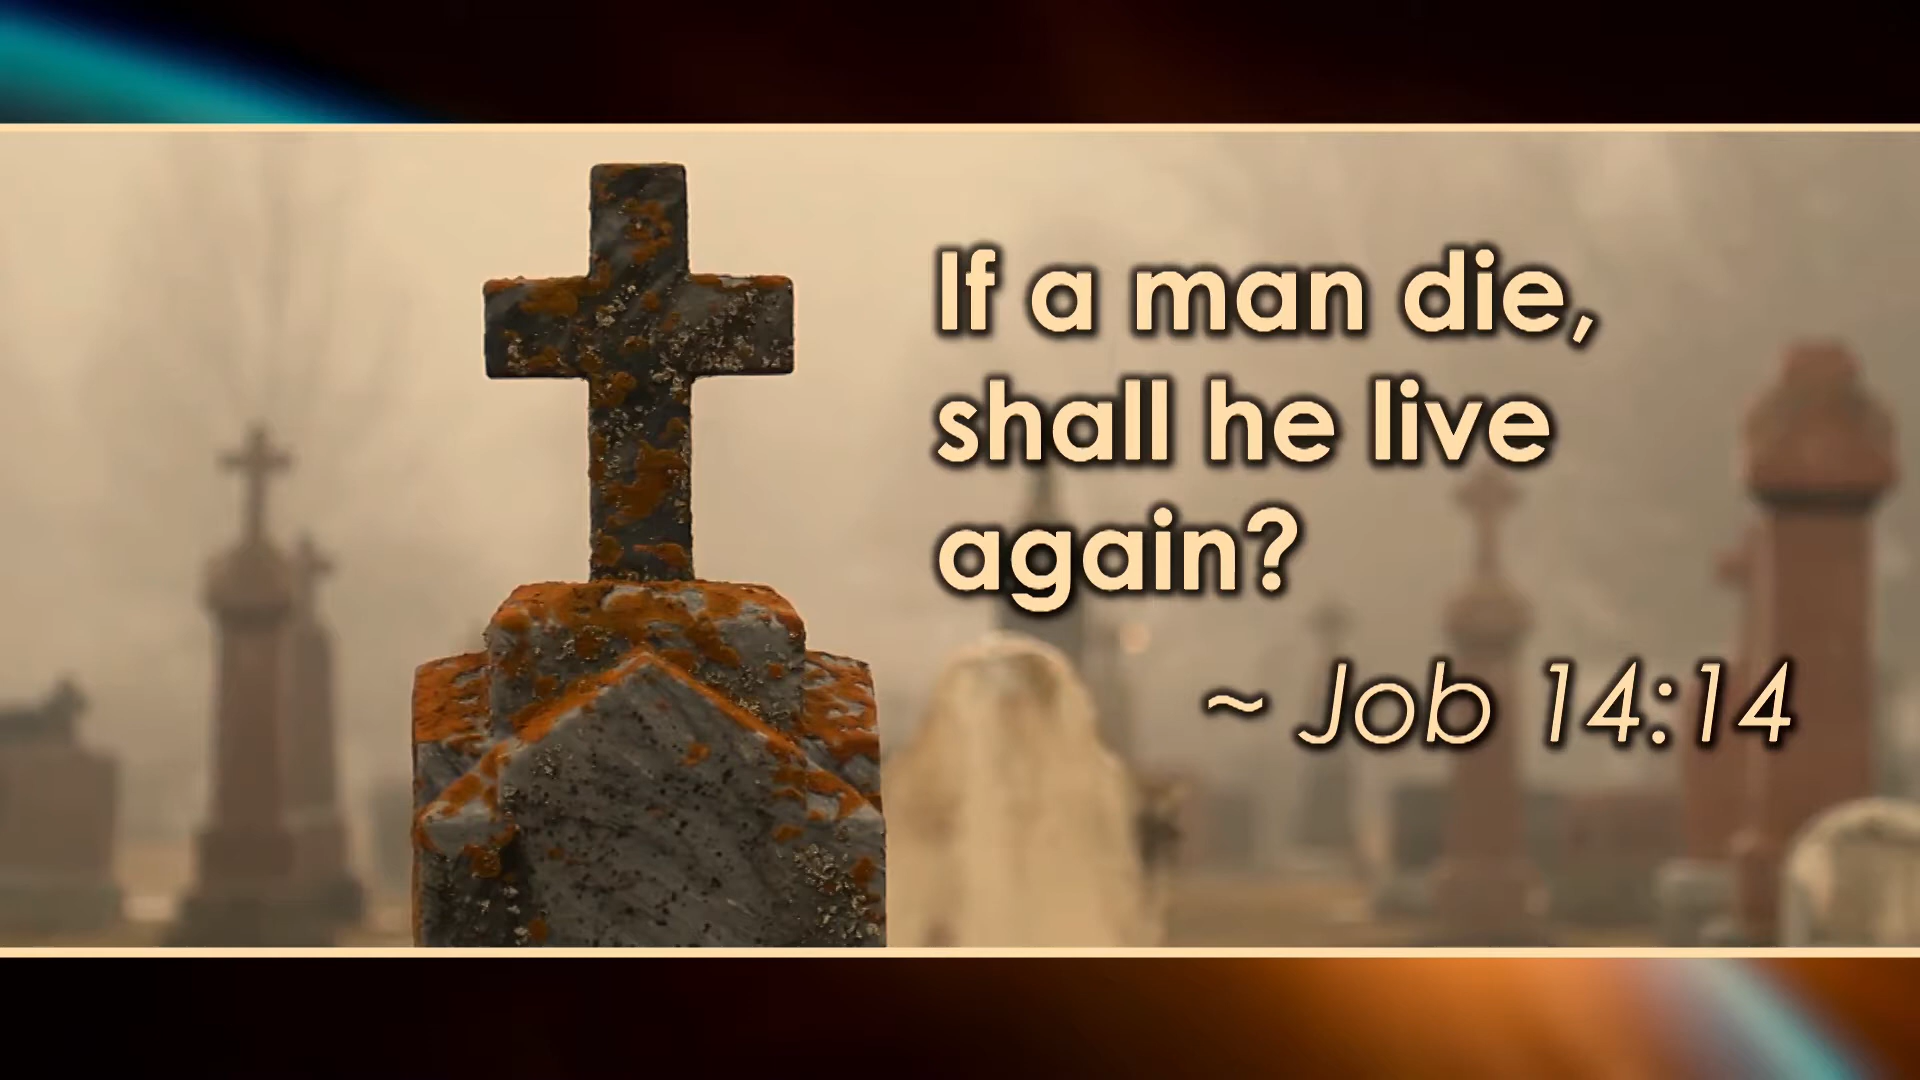 If a man die,
shall he live
again?
~ Job 14:14